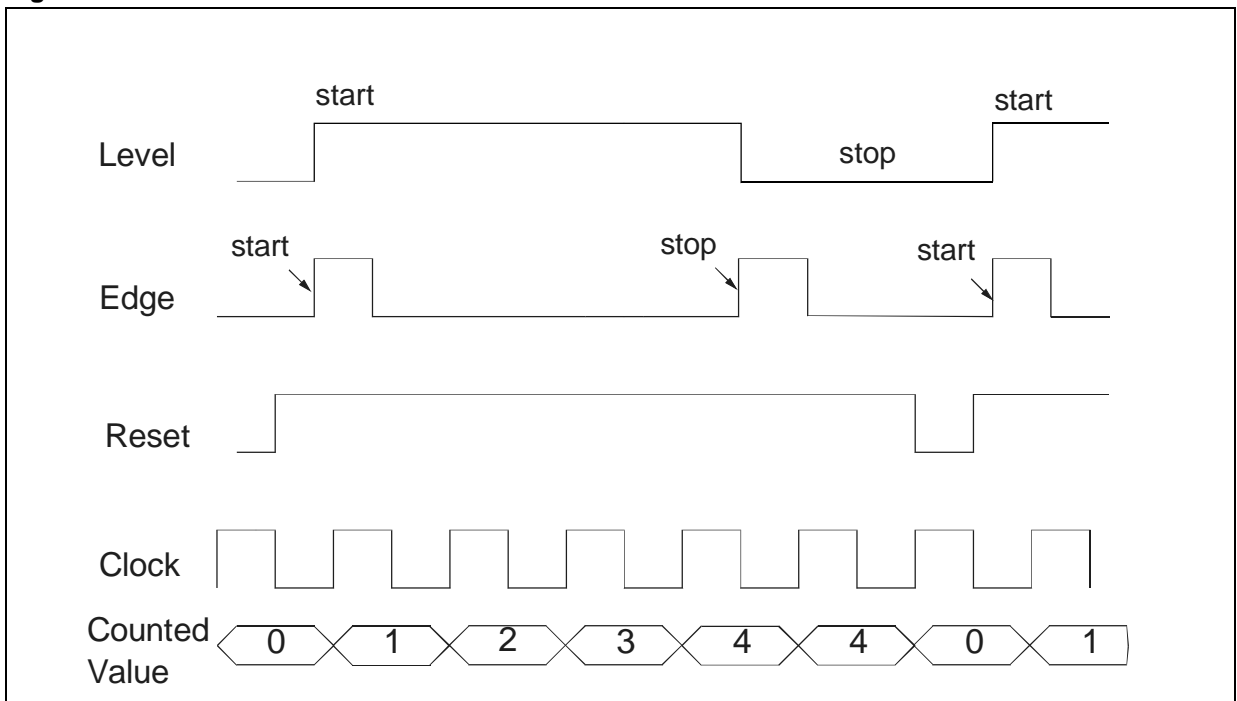 start
start
Level
stop
start
stop
start
Edge
Reset
Clock
Counted
Value
0 1 2 3 4 4 0 1